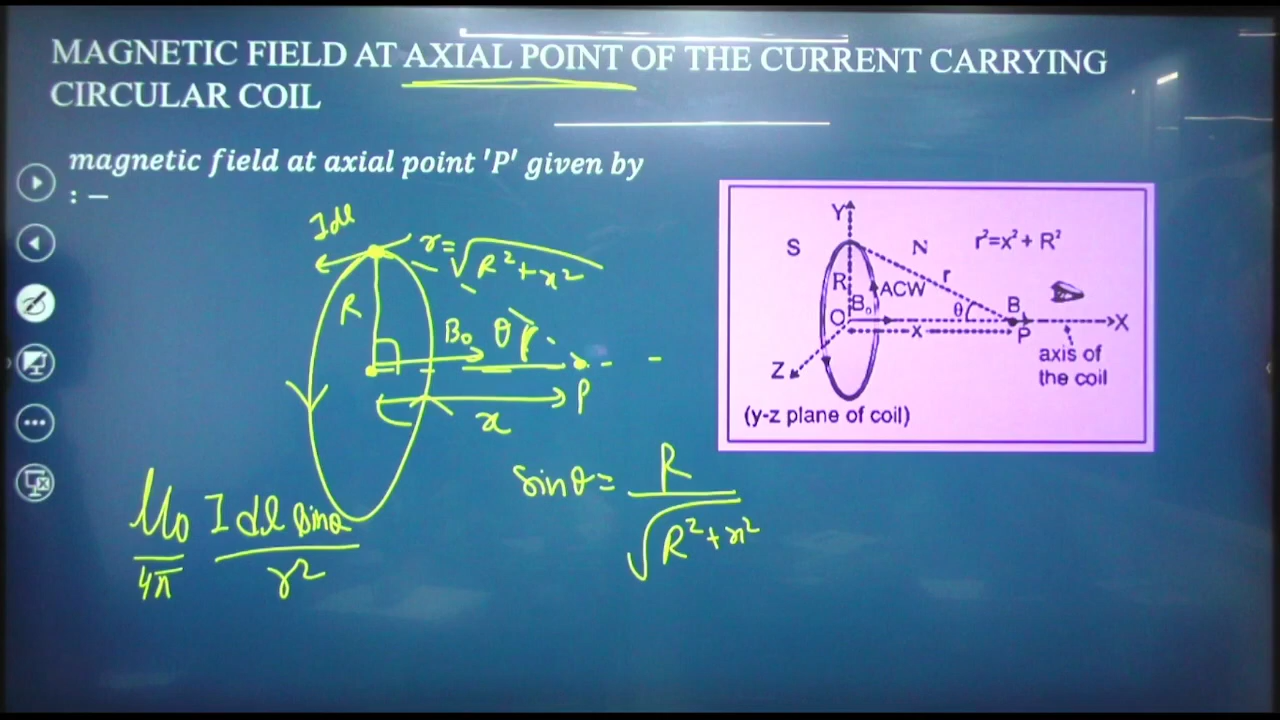 MAGNETIC FIELD AT AXIAL POINT OF THE CURRENT CARRYING
CIRCULAR COIL
magnetic field at axial point 'P' given by
: –
Idl
r = √R² + x²
R
B₀
θ
P
x
sinθ = R / √R² + x²
μ₀/4π Idl sinθ / r²
Y
S
N
r² = x² + R²
r
R
ACW
B₀
O
θ
B
P
X
x
Z
axis of
the coil
(y-z plane of coil)